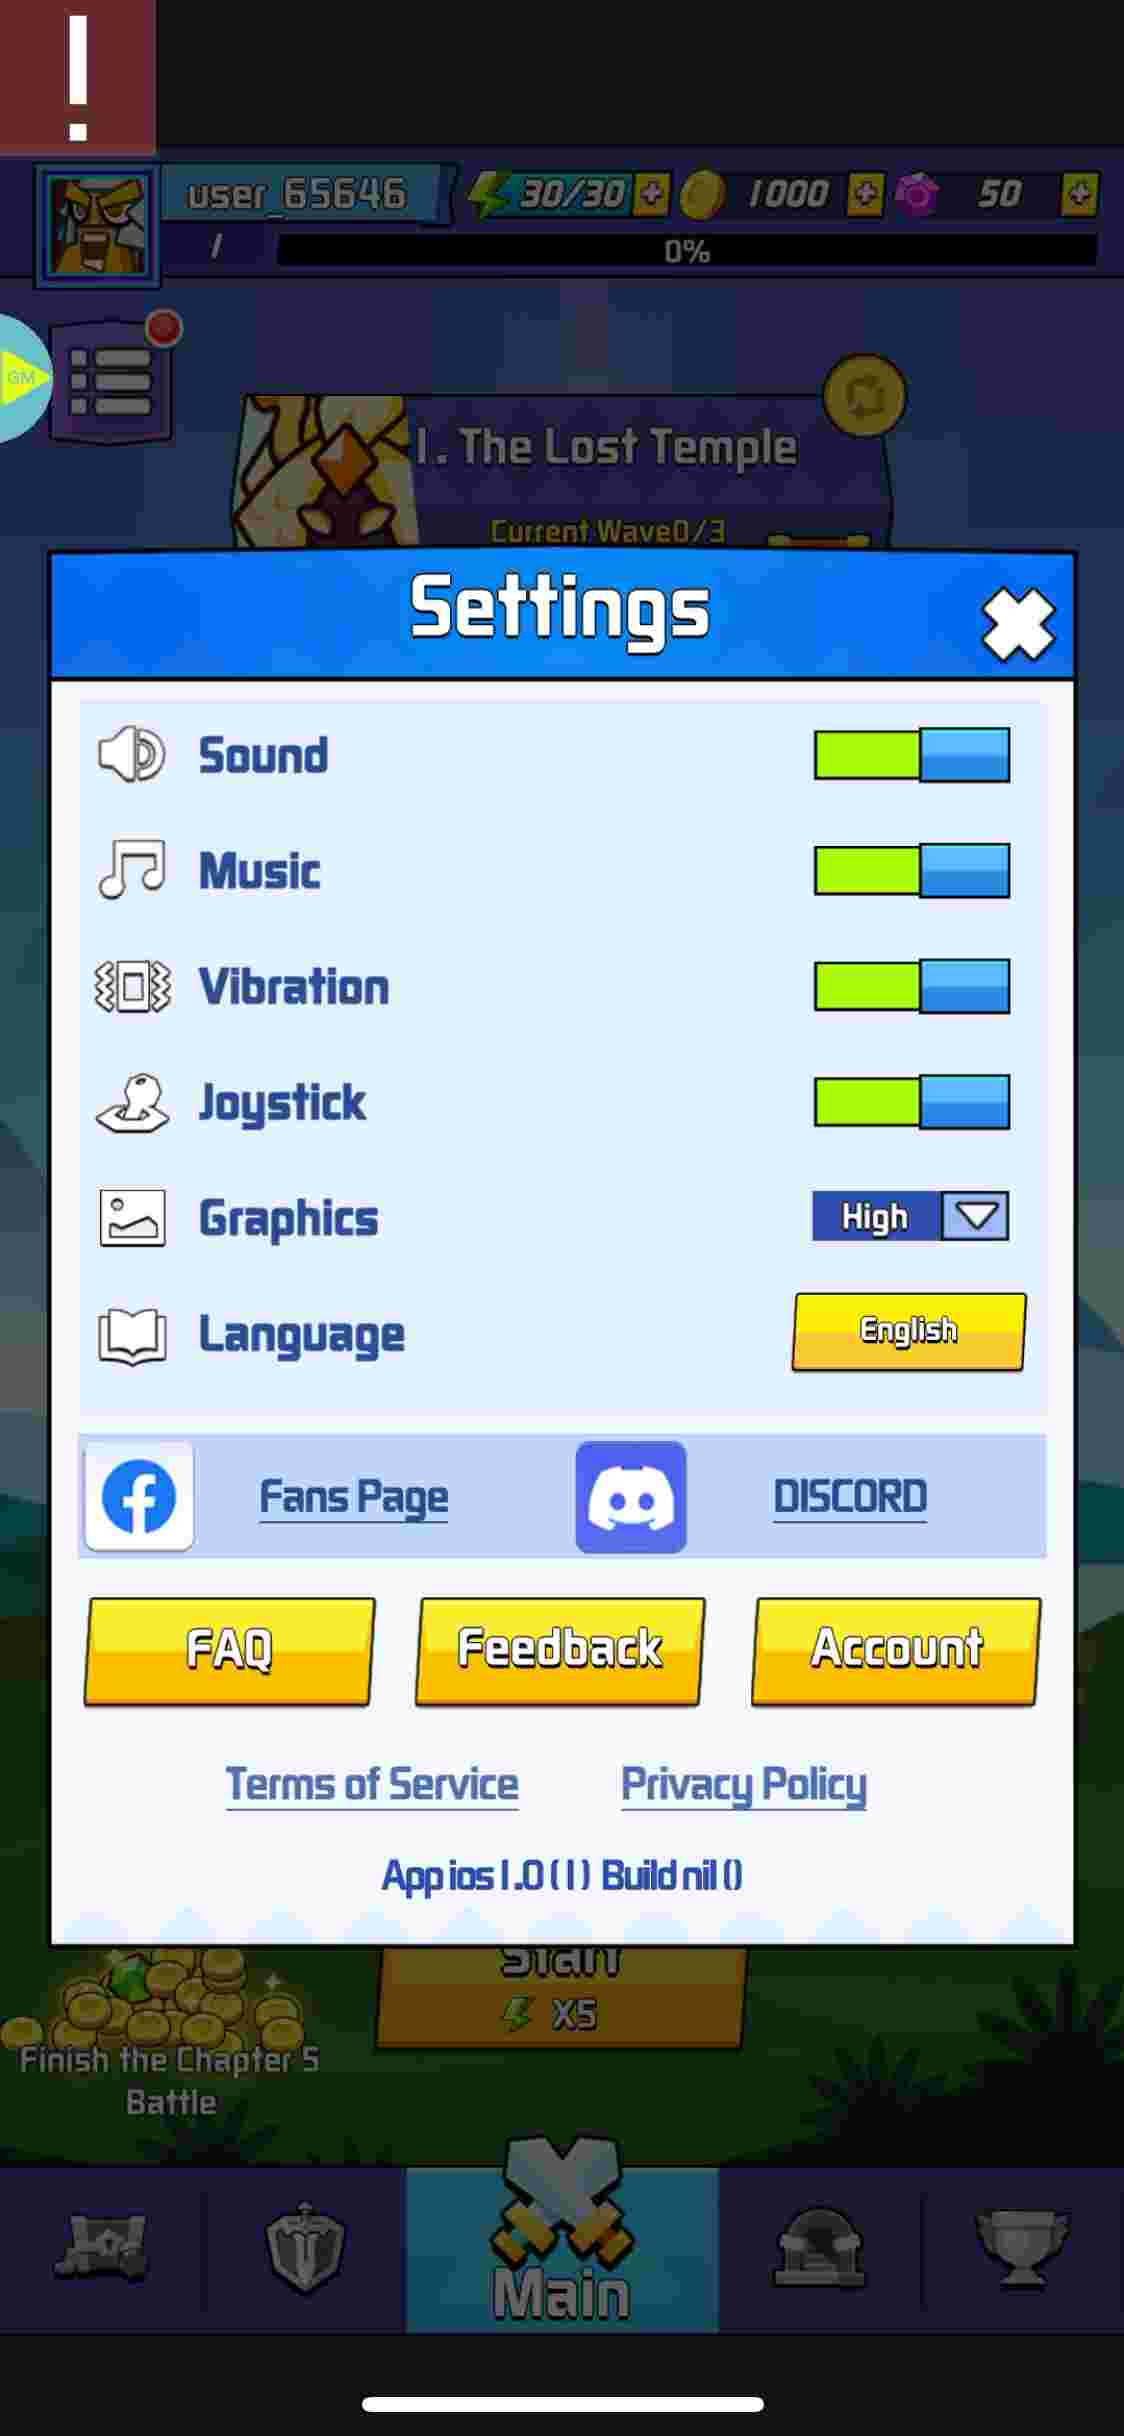 !
user_65646
30/30
1000
50
1
0%
GM
1. The Lost Temple
Current Wave0/3
Settings
Sound
Music
Vibration
Joystick
Graphics
High
Language
English
Fans Page
DISCORD
FAQ
Feedback
Account
Terms of Service
Privacy Policy
App ios 1.0 (1) Build nil ()
Start
X5
Finish the Chapter 5
Battle
Main